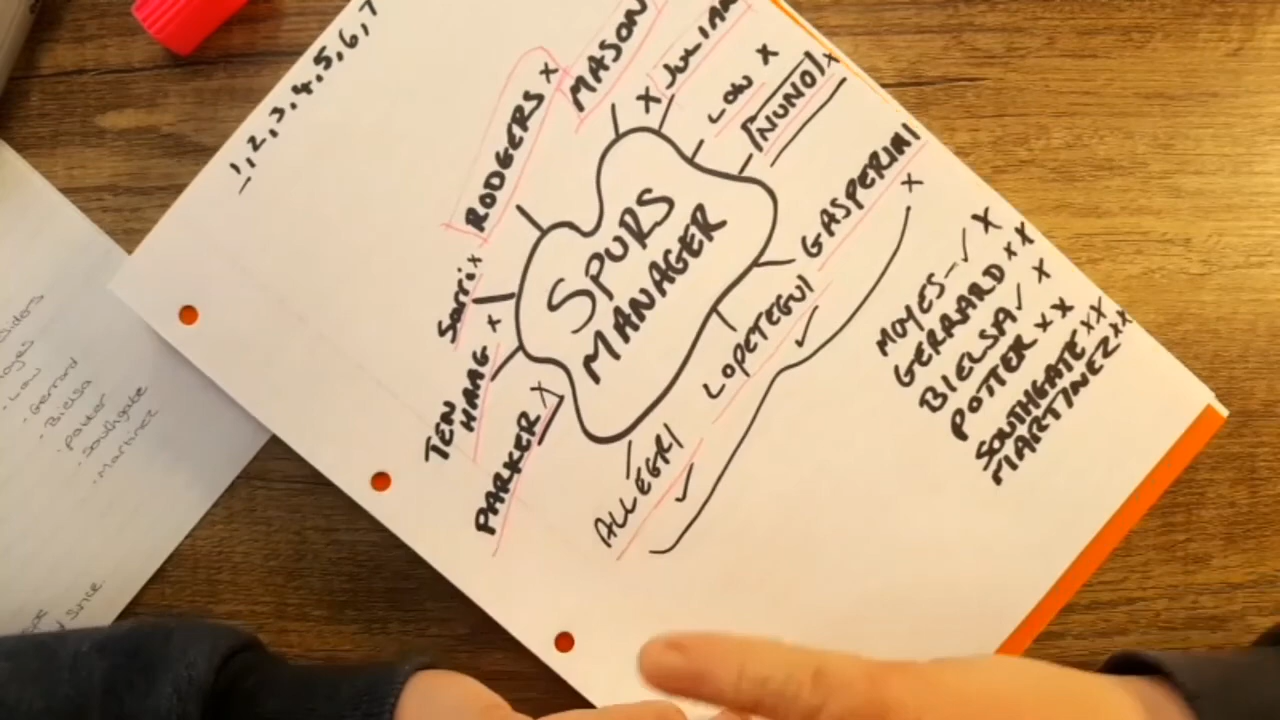 1, 2, 3, 4, 5, 6, 7
SPURS
MANAGER
MASON
JULIAN
X
LOW X
NUNO X
GASPERINI
X
LOPETEGUI
✓
ALLEGRI
✓
PARKER X
TEN
HAAG X
Sarri X
RODGERS X
MOYES - ✓ X
GERRARD X X
BIELSA ✓ X
POTTER X X
SOUTHGATE X X
MARTINEZ X X
· Low
· Gerrard
· Bielsa
· Potter
· Southgate
· Martinez
since